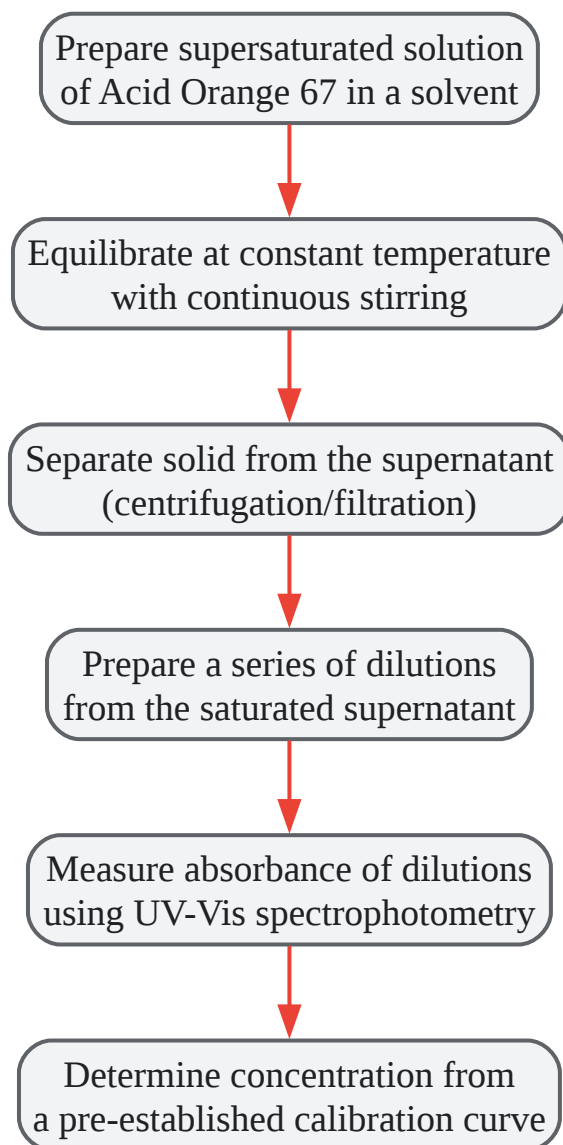 Prepare supersaturated solution
of Acid Orange 67 in a solvent
Equilibrate at constant temperature
with continuous stirring
Separate solid from the supernatant
(centrifugation/filtration)
Prepare a series of dilutions
from the saturated supernatant
Measure absorbance of dilutions
using UV-Vis spectrophotometry
Determine concentration from
a pre-established calibration curve